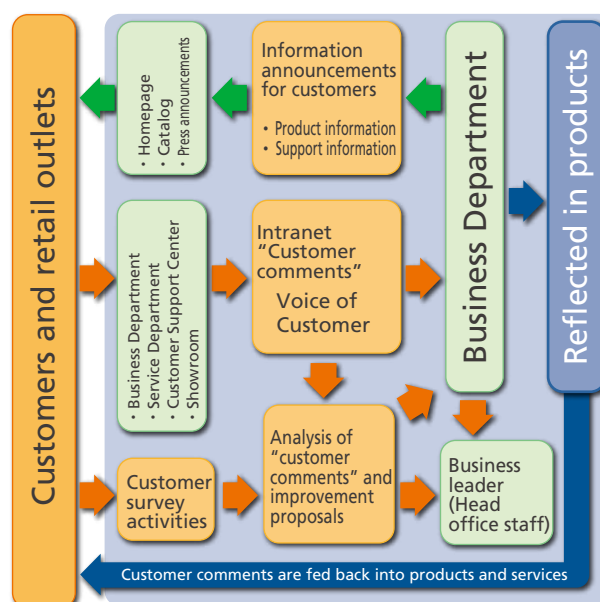 Customers and retail outlets
• Homepage
• Catalog
• Press announcements
Information
announcements
for customers
• Product information
• Support information
Business Department
Reflected in products
• Business Department
• Service Department
• Customer Support Center
• Showroom
Intranet
“Customer
comments”
Voice of
Customer
Customer
survey
activities
Analysis of
“customer
comments” and
improvement
proposals
Business
leader
(Head
office staff)
Customer comments are fed back into products and services